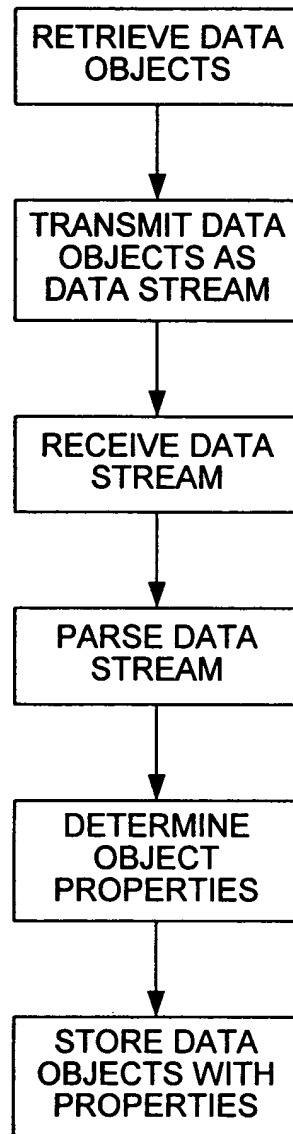 RETRIEVE DATA
OBJECTS
TRANSMIT DATA
OBJECTS AS
DATA STREAM
RECEIVE DATA
STREAM
PARSE DATA
STREAM
DETERMINE
OBJECT
PROPERTIES
STORE DATA
OBJECTS WITH
PROPERTIES